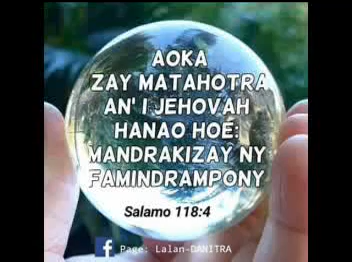 AOKA
ZAY MATAHOTRA
AN' I JEHOVAH
HANAO HOE:
MANDRAKIZAY NY
FAMINDRAMPONY
Salamo 118:4
f Page: Lalan-DANITRA